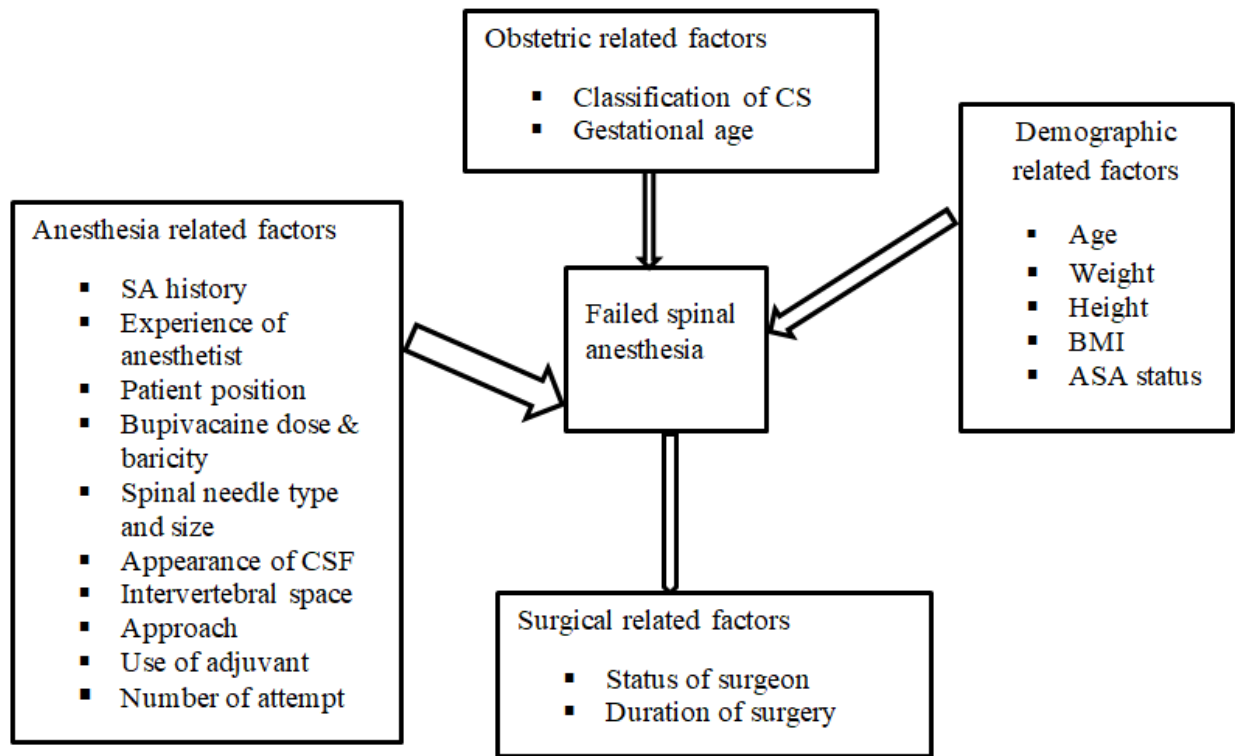 Obstetric related factors
▪ Classification of CS
▪ Gestational age
Demographic
related factors
▪ Age
▪ Weight
▪ Height
▪ BMI
▪ ASA status
Anesthesia related factors
▪ SA history
▪ Experience of
anesthetist
▪ Patient position
▪ Bupivacaine dose &
baricity
▪ Spinal needle type
and size
▪ Appearance of CSF
▪ Intervertebral space
▪ Approach
▪ Use of adjuvant
▪ Number of attempt
Failed spinal
anesthesia
Surgical related factors
▪ Status of surgeon
▪ Duration of surgery